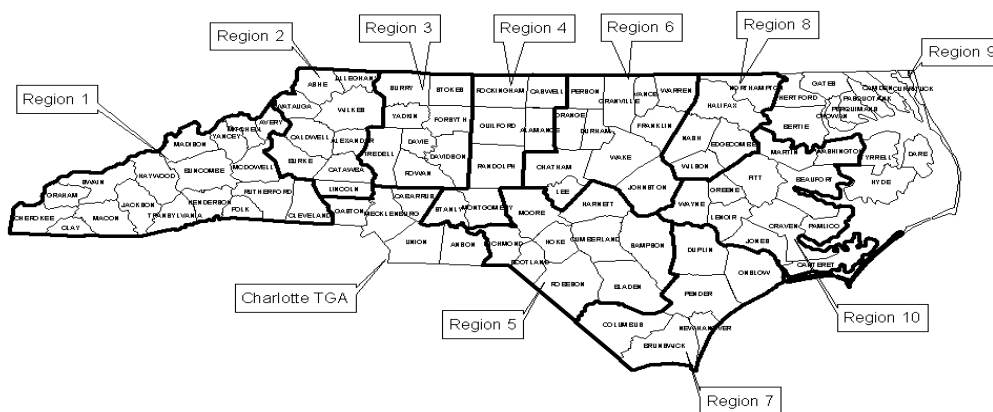 Region 8
Region 3
Region 4
Region 6
Region 2
Region 9
Region 1
ASHE
ALLEGHANY
SURRY
STOKES
ROCKINGHAM
CASWELL
PERSON
GRANVILLE
VANCE
WARREN
NORTHAMPTON
GATES
HERTFORD
CAMDEN
CURRITUCK
PASQUOTANK
PERQUIMANS
CHOWAN
WATAUGA
WILKES
YADKIN
FORSYTH
GUILFORD
ALAMANCE
ORANGE
DURHAM
FRANKLIN
HALIFAX
BERTIE
NASH
EDGECOMBE
MITCHELL
AVERY
YANCEY
MADISON
CALDWELL
ALEXANDER
IREDELL
DAVIE
DAVIDSON
RANDOLPH
CHATHAM
WAKE
WILSON
MARTIN
WASHINGTON
TYRRELL
DARE
BURKE
CATAWBA
ROWAN
HAYWOOD
BUNCOMBE
MCDOWELL
SWAIN
GRAHAM
JACKSON
HENDERSON
RUTHERFORD
LINCOLN
CABARRUS
LEE
JOHNSTON
GREENE
PITT
BEAUFORT
HYDE
CHEROKEE
MACON
CLAY
TRANSYLVANIA
POLK
CLEVELAND
GASTON
MECKLENBURG
STANLY
MONTGOMERY
MOORE
HARNETT
WAYNE
LENOIR
CRAVEN
PAMLICO
UNION
ANSON
RICHMOND
HOKE
CUMBERLAND
SAMPSON
DUPLIN
JONES
CARTERET
SCOTLAND
ROBESON
BLADEN
ONSLOW
PENDER
COLUMBUS
NEW HANOVER
BRUNSWICK
Charlotte TGA
Region 5
Region 10
Region 7